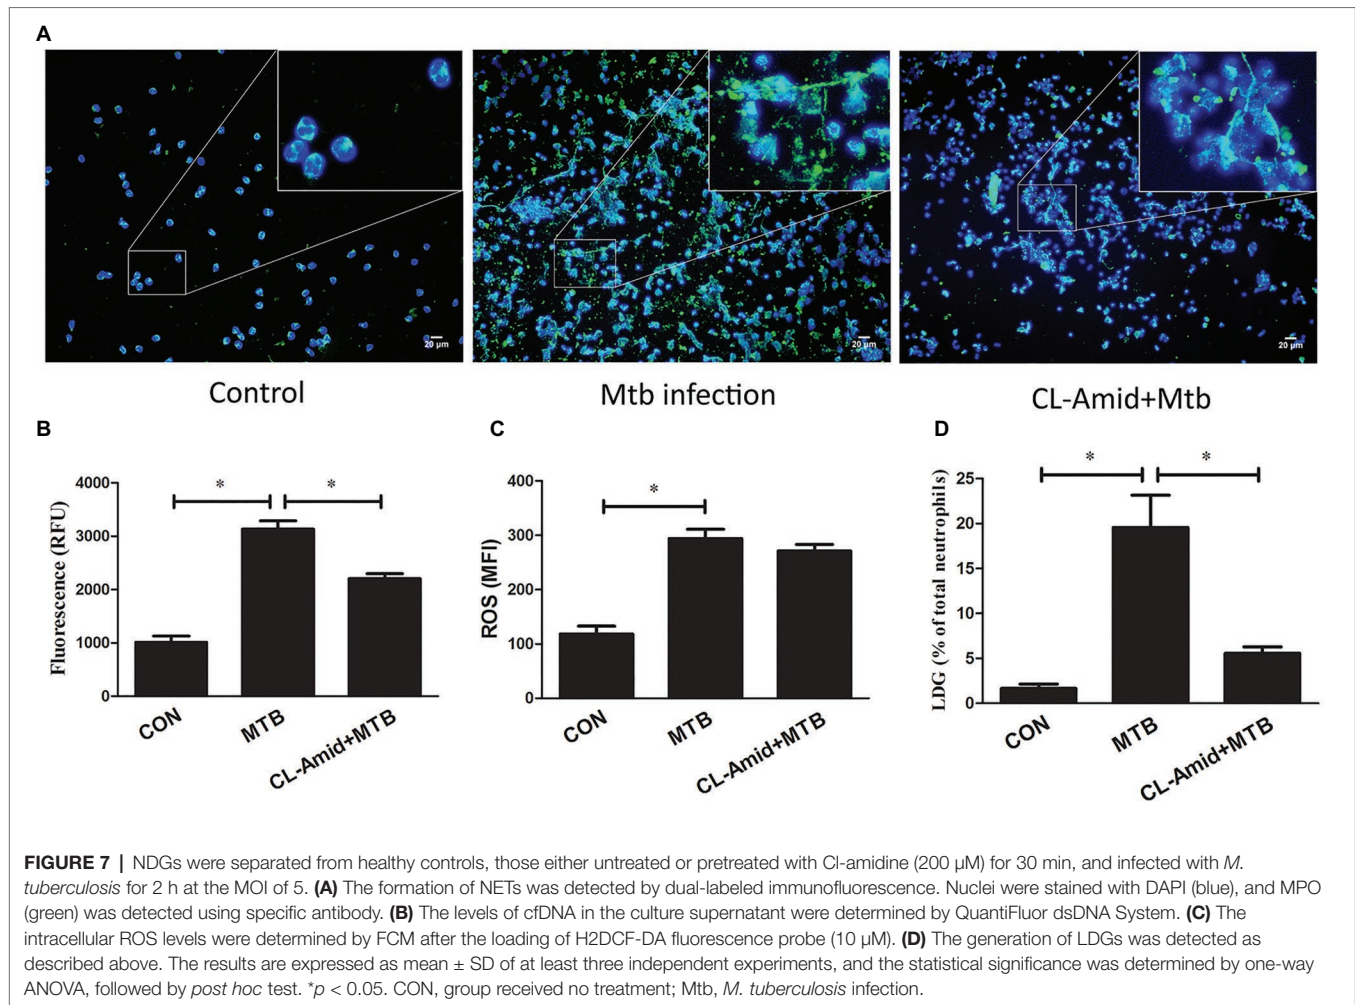 A
20 µm
20 µm
20 µm
Control
Mtb infection
CL-Amid+Mtb
B
Fluorescence (RFU)
4000
3000
2000
1000
0
*
*
CON
MTB
CL-Amid+MTB
C
ROS (MFI)
400
300
200
100
0
*
CON
MTB
CL-Amid+MTB
D
LDG (% of total neutrophils)
25
20
15
10
5
0
*
*
CON
MTB
CL-Amid+MTB
FIGURE 7 | NDGs were separated from healthy controls, those either untreated or pretreated with Cl-amidine (200 µM) for 30 min, and infected with M.
tuberculosis for 2 h at the MOI of 5. (A) The formation of NETs was detected by dual-labeled immunofluorescence. Nuclei were stained with DAPI (blue), and MPO
(green) was detected using specific antibody. (B) The levels of cfDNA in the culture supernatant were determined by QuantiFluor dsDNA System. (C) The
intracellular ROS levels were determined by FCM after the loading of H2DCF-DA fluorescence probe (10 µM). (D) The generation of LDGs was detected as
described above. The results are expressed as mean ± SD of at least three independent experiments, and the statistical significance was determined by one-way
ANOVA, followed by post hoc test. *p < 0.05. CON, group received no treatment; Mtb, M. tuberculosis infection.